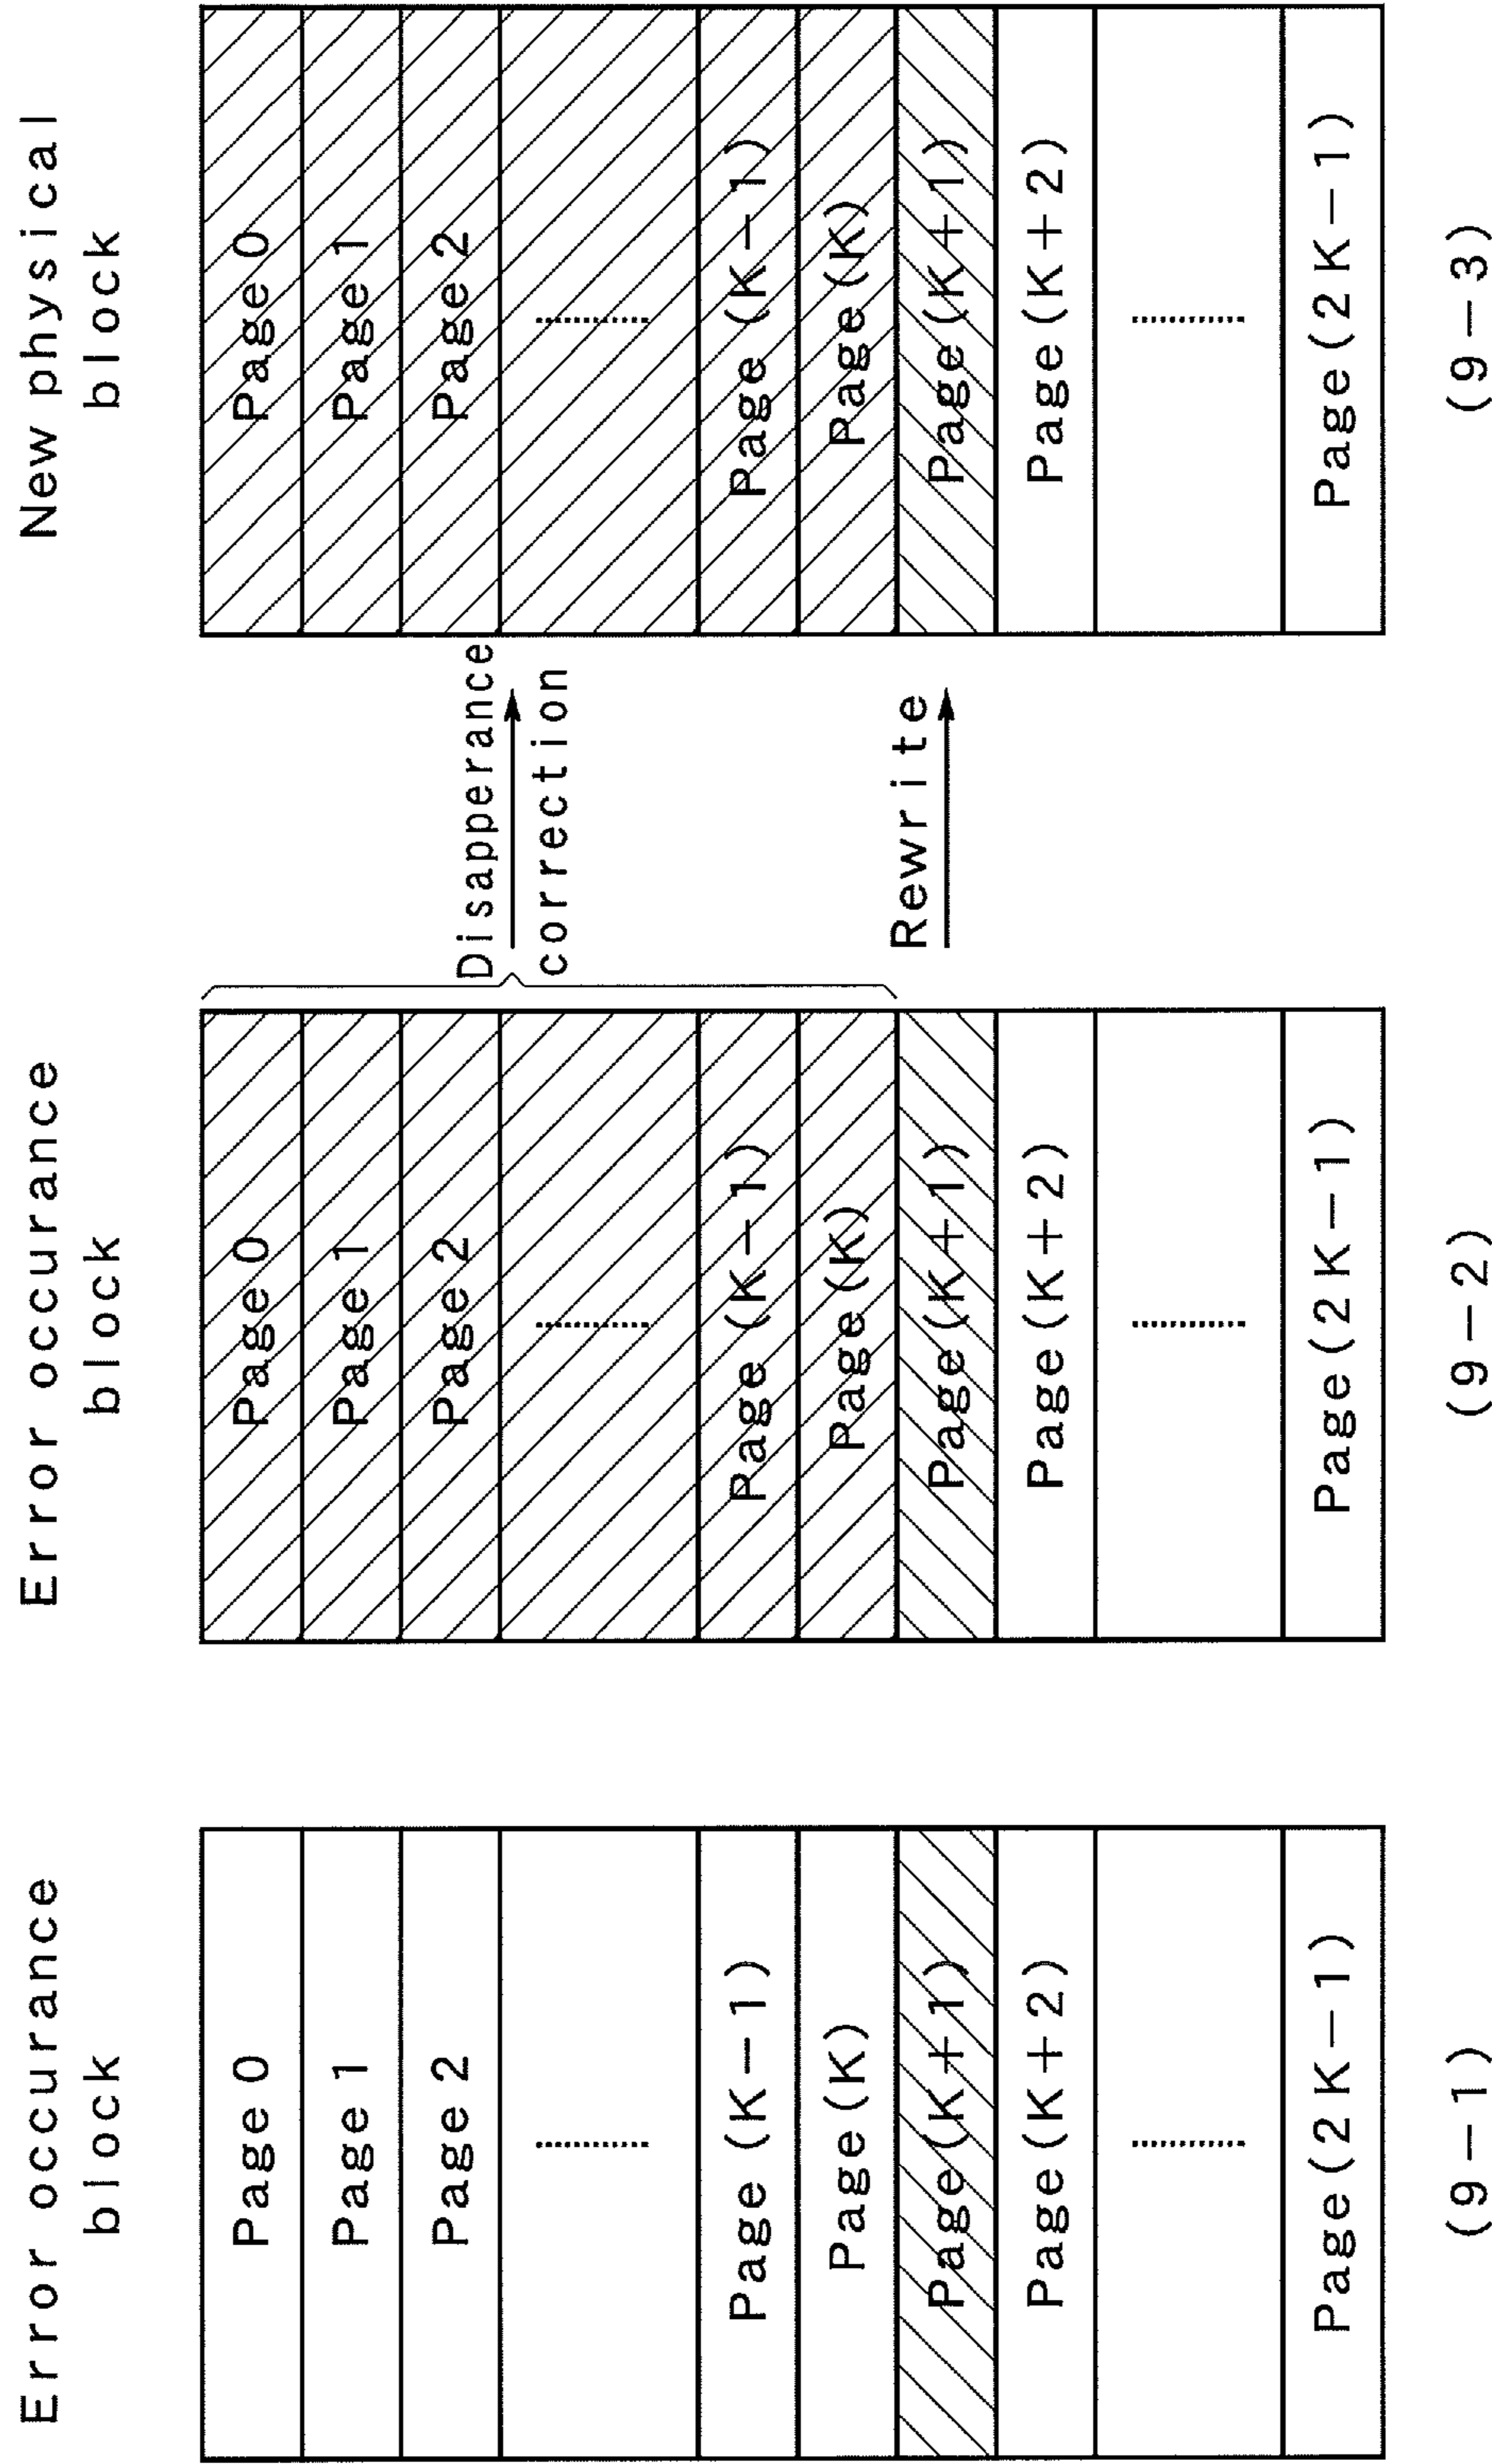 Error occurance
block
Page 0
Page 1
Page 2
Page (K-1)
Page (K)
Page (K+1)
Page (K+2)
Page (2K-1)
(9-1)
Error occurance
block
Page 0
Page 1
Page 2
Page (K-1)
Page (K)
Page (K+1)
Page (K+2)
Page (2K-1)
(9-2)
Disapperance
correction
Rewrite
New physical
block
Page 0
Page 1
Page 2
Page (K-1)
Page (K)
Page (K+1)
Page (K+2)
Page (2K-1)
(9-3)